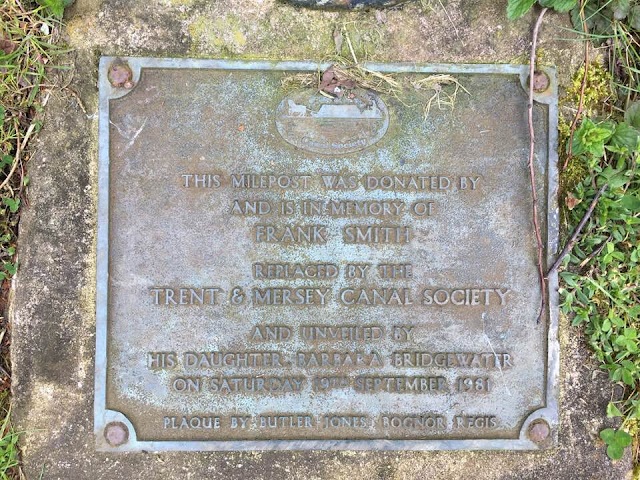 THIS MILEPOST WAS DONATED BY
AND IS IN MEMORY OF
FRANK SMITH
REPLACED BY THE
TRENT & MERSEY CANAL SOCIETY
AND UNVEILED BY
HIS DAUGHTER BARBARA BRIDGEWATER
ON SATURDAY 19TH SEPTEMBER 1981
PLAQUE BY BUTLER JONES, BOGNOR REGIS